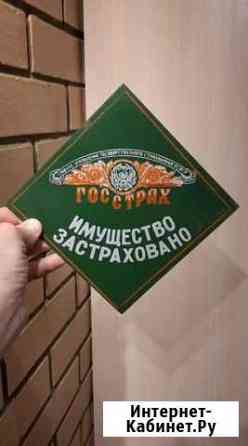 ГОССТРАХ
ИМУЩЕСТВО
ЗАСТРАХОВАНО
Интернет-
Кабинет.Ру